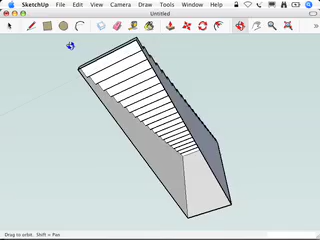 SketchUp File Edit View Camera Draw Tools Window Help
Untitled
Drag to orbit. Shift = Pan